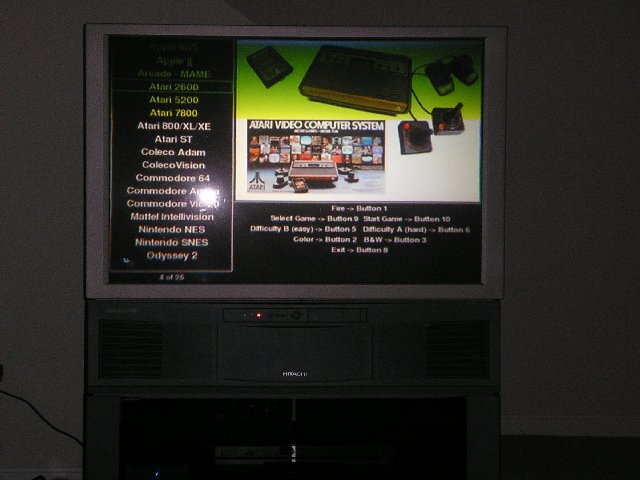 Apple IIGS
Apple ][
Arcade - MAME
Atari 2600
Atari 5200
Atari 7800
Atari 800/XL/XE
Atari ST
Coleco Adam
ColecoVision
Commodore 64
Commodore Amiga
Commodore Vic-20
Mattel Intellivision
Nintendo NES
Nintendo SNES
Odyssey 2
4 of 26
ATARI VIDEO COMPUTER SYSTEM
ATARI
Fire -> Button 1
Select Game -> Button 9 Start Game -> Button 10
Difficulty B (easy) -> Button 5 Difficulty A (hard) -> Button 6
Color -> Button 2 B&W -> Button 3
Exit -> Button 8
HITACHI